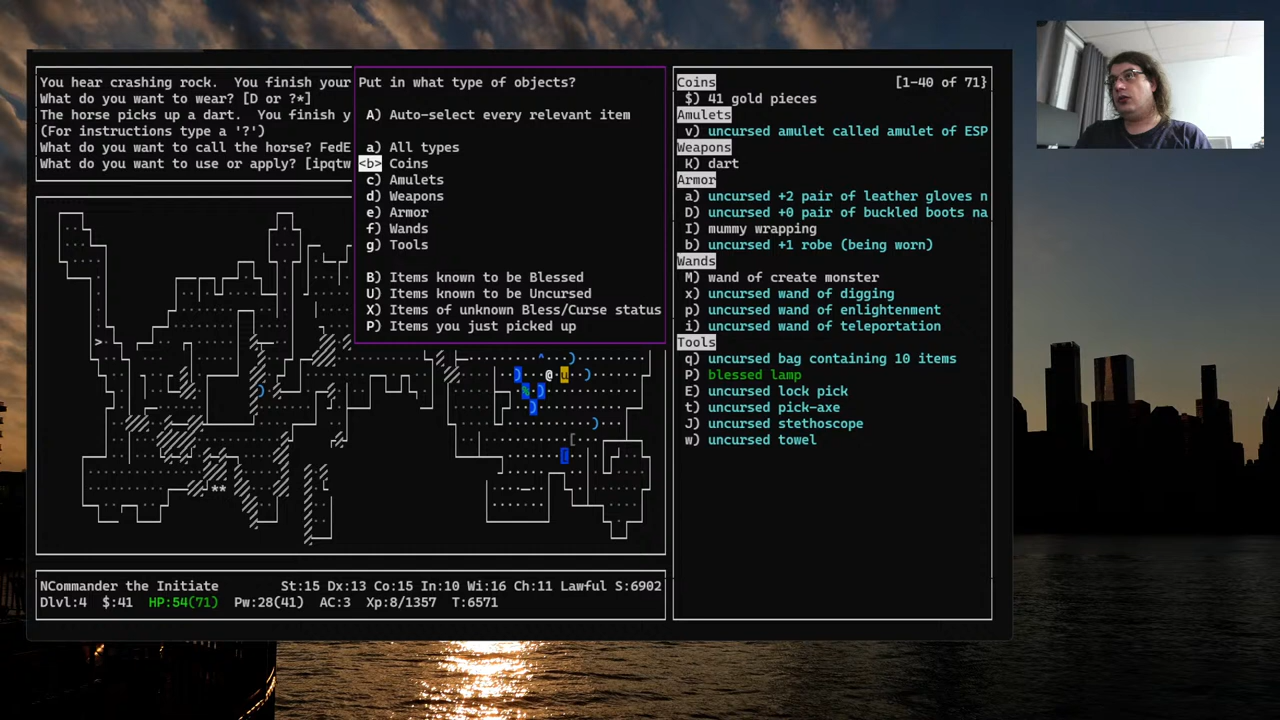 You hear crashing rock.  You finish your
What do you want to wear? [D or ?*]
The horse picks up a dart.  You finish y
(For instructions type a '?')
What do you want to call the horse? FedE
What do you want to use or apply? [ipqtw
Put in what type of objects?
A) Auto-select every relevant item
a) All types
<b> Coins
c) Amulets
d) Weapons
e) Armor
f) Wands
g) Tools
B) Items known to be Blessed
U) Items known to be Uncursed
X) Items of unknown Bless/Curse status
P) Items you just picked up
Coins [1-40 of 71}
$) 41 gold pieces
Amulets
v) uncursed amulet called amulet of ESP
Weapons
K) dart
Armor
a) uncursed +2 pair of leather gloves n
D) uncursed +0 pair of buckled boots na
I) mummy wrapping
b) uncursed +1 robe (being worn)
Wands
M) wand of create monster
x) uncursed wand of digging
p) uncursed wand of enlightenment
i) uncursed wand of teleportation
Tools
q) uncursed bag containing 10 items
P) blessed lamp
E) uncursed lock pick
t) uncursed pick-axe
J) uncursed stethoscope
w) uncursed towel
NCommander the Initiate St:15 Dx:13 Co:15 In:10 Wi:16 Ch:11 Lawful S:6902
Dlvl:4 $:41 HP:54(71) Pw:28(41) AC:3 Xp:8/1357 T:6571